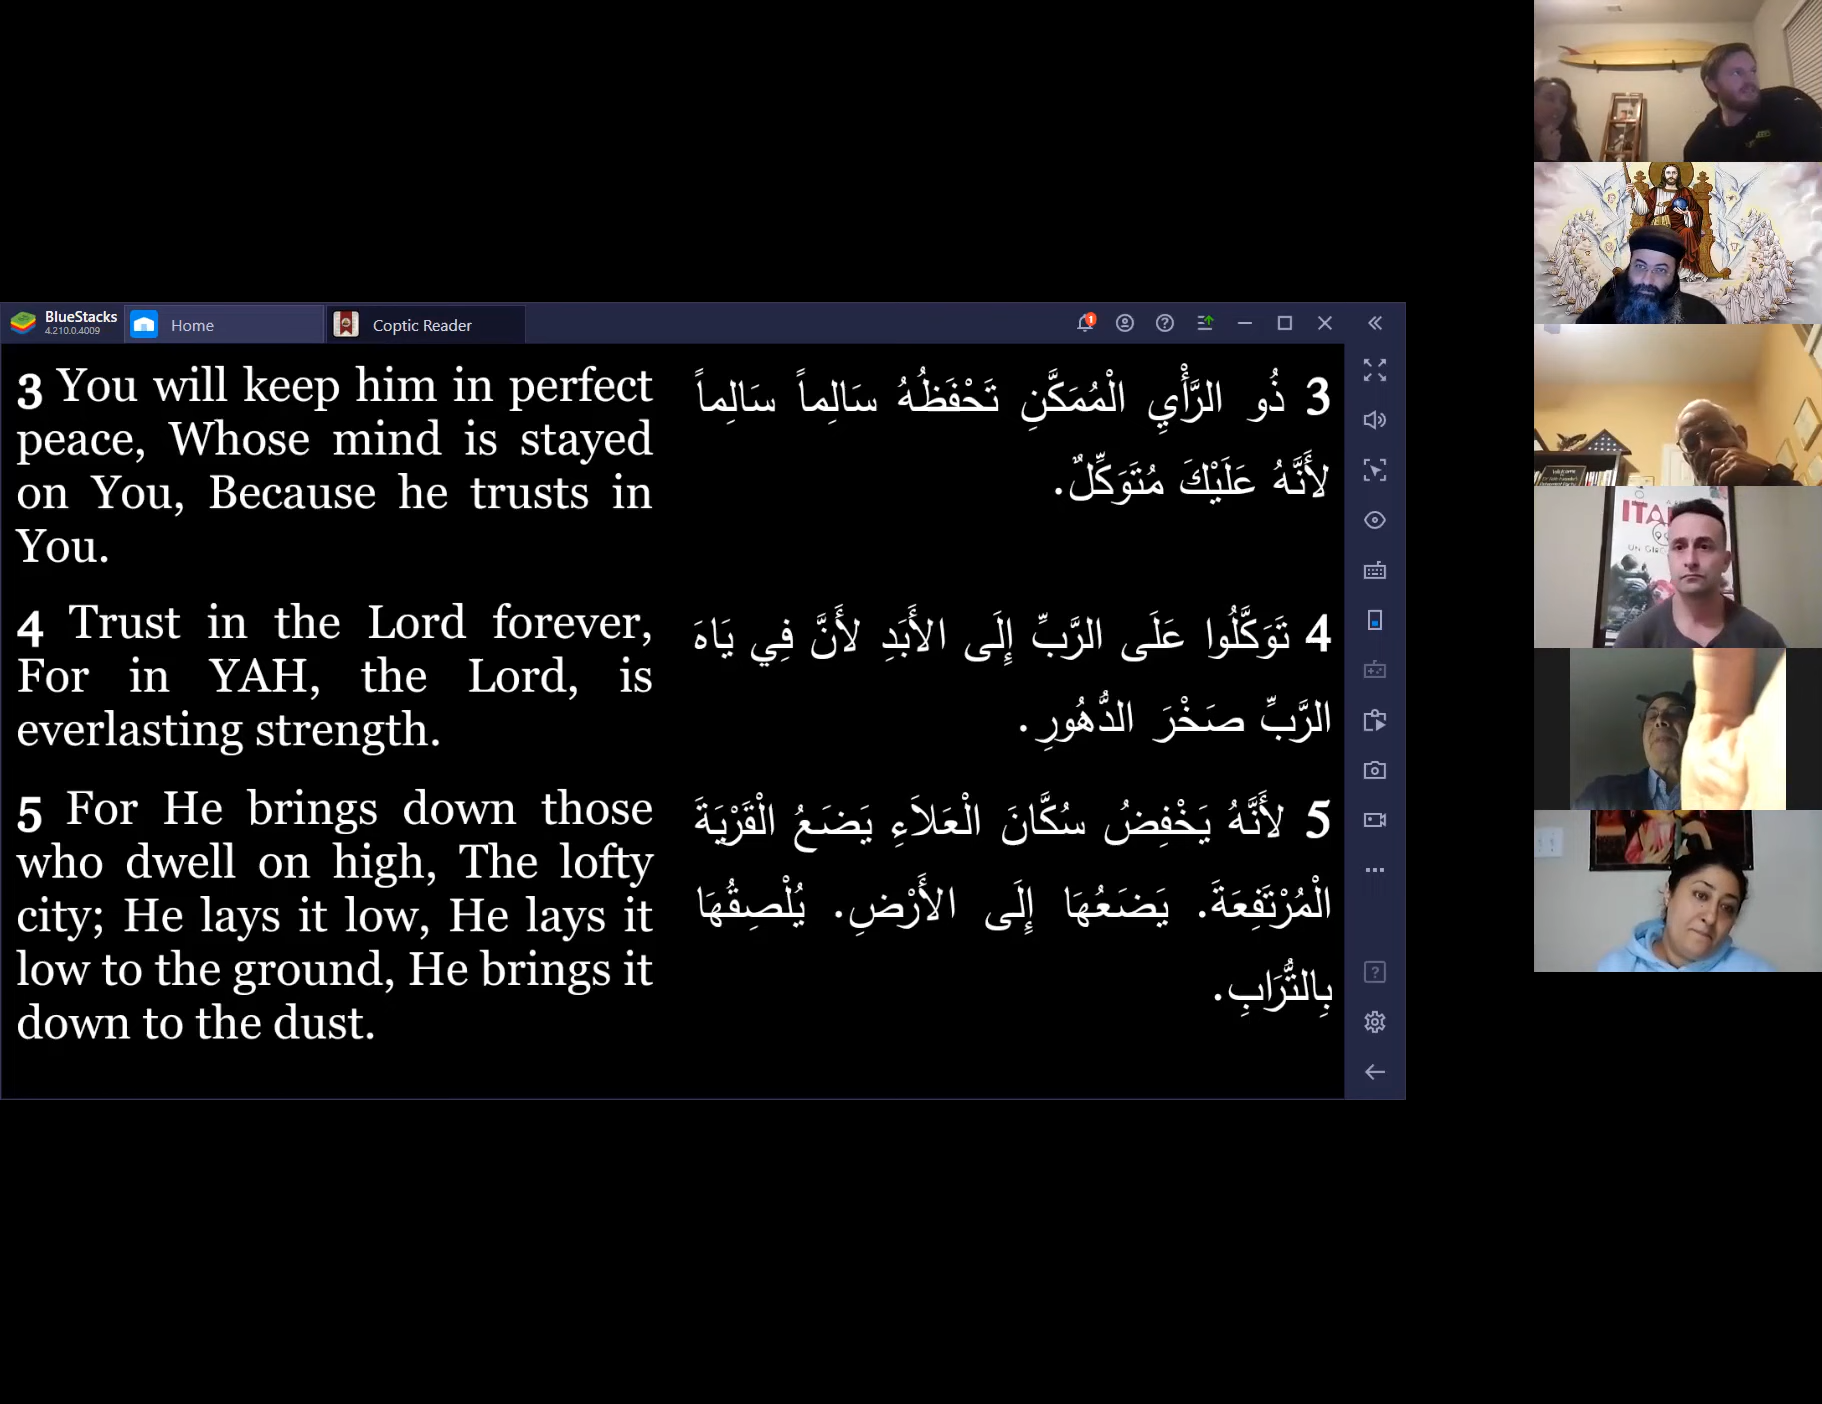 BlueStacks
4.210.0.4009
Home
Coptic Reader
1
3 You will keep him in perfect
peace, Whose mind is stayed
on You, Because he trusts in
You.
4 Trust in the Lord forever,
For in YAH, the Lord, is
everlasting strength.
5 For He brings down those
who dwell on high, The lofty
city; He lays it low, He lays it
low to the ground, He brings it
down to the dust.
3 ذُو الرَّأْيِ الْمُمَكَّنِ تَحْفَظُهُ سَالِماً سَالِماً
لأَنَّهُ عَلَيْكَ مُتَوَكِّلٌ.
4 تَوَكَّلُوا عَلَى الرَّبِّ إِلَى الأَبَدِ لأَنَّ فِي يَاهَ
الرَّبِّ صَخْرَ الدُّهُورِ.
5 لأَنَّهُ يَخْفِضُ سُكَّانَ الْعَلاَءِ يَضَعُ الْقَرْيَةَ
الْمُرْتَفِعَةَ. يَضَعُهَا إِلَى الأَرْضِ. يُلْصِقُهَا
بِالتُّرَابِ.
ITA
UN GI